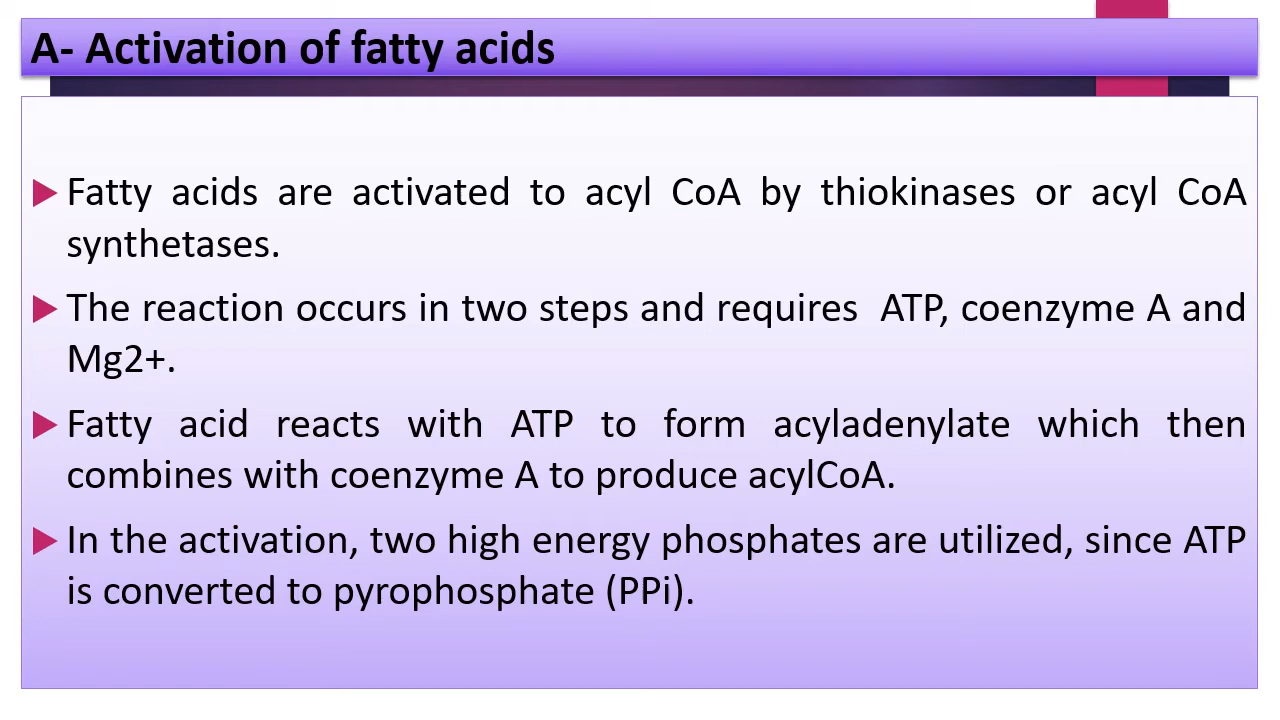 A- Activation of fatty acids
Fatty acids are activated to acyl CoA by thiokinases or acyl CoA
synthetases.
The reaction occurs in two steps and requires ATP, coenzyme A and
Mg2+.
Fatty acid reacts with ATP to form acyladenylate which then
combines with coenzyme A to produce acylCoA.
In the activation, two high energy phosphates are utilized, since ATP
is converted to pyrophosphate (PPi).